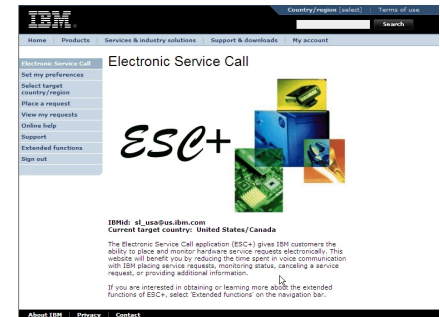 Country/region [select] | Terms of use
IBM.
Search
Home | Products | Services & industry solutions | Support & downloads | My account
Electronic Service Call
Set my preferences
Select target
country/region
Place a request
View my requests
Online help
Support
Extended functions
Sign out
Electronic Service Call
ESC+
IBMid: sl_usa@us.ibm.com
Current target country: United States/Canada
The Electronic Service Call application (ESC+) gives IBM customers the
ability to place and monitor hardware service requests electronically. This
website will benefit you by reducing the time spent in voice communication
with IBM placing service requests, monitoring status, canceling a service
request, or providing additional information.
If you are interested in obtaining or learning more about the extended
functions of ESC+, select 'Extended functions' on the navigation bar.
About IBM | Privacy | Contact